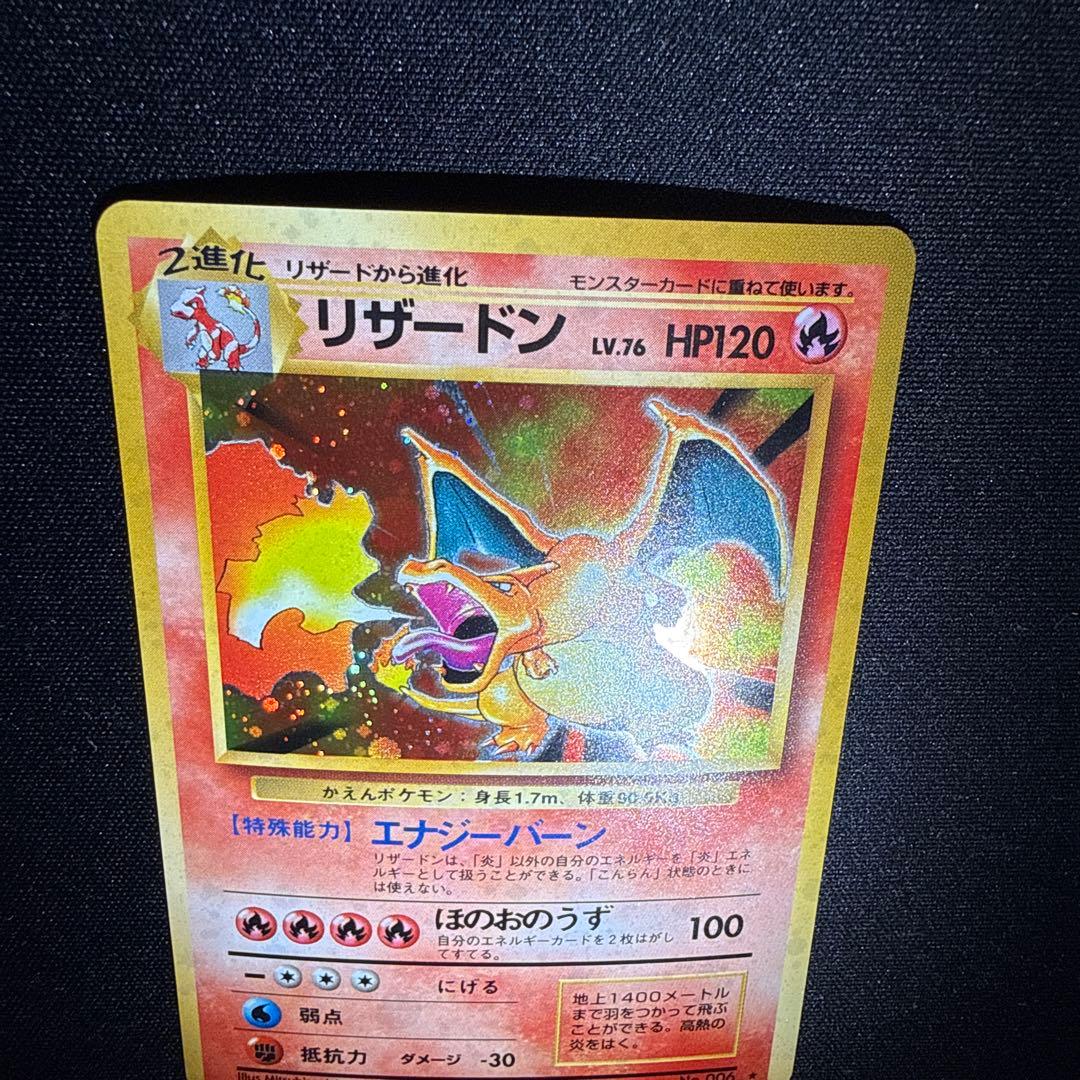 2進化
リザードから進化
モンスターカードに重ねて使います。
リザードン LV.76 HP120
かえんポケモン：身長1.7m、体重90.5Kg
【特殊能力】エナジーバーン
リザードンは、「炎」以外の自分のエネルギーを「炎」エネ
ルギーとして扱うことができる。「こんらん」状態のときに
は使えない。
ほのおのうず 100
自分のエネルギーカードを2枚はがし
てすてる。
ー にげる
弱点
抵抗力 ダメージ -30
地上1400メートル
まで羽をつかって飛ぶ
ことができる。高熱の
炎をはく。
Illus.
No.006 ★